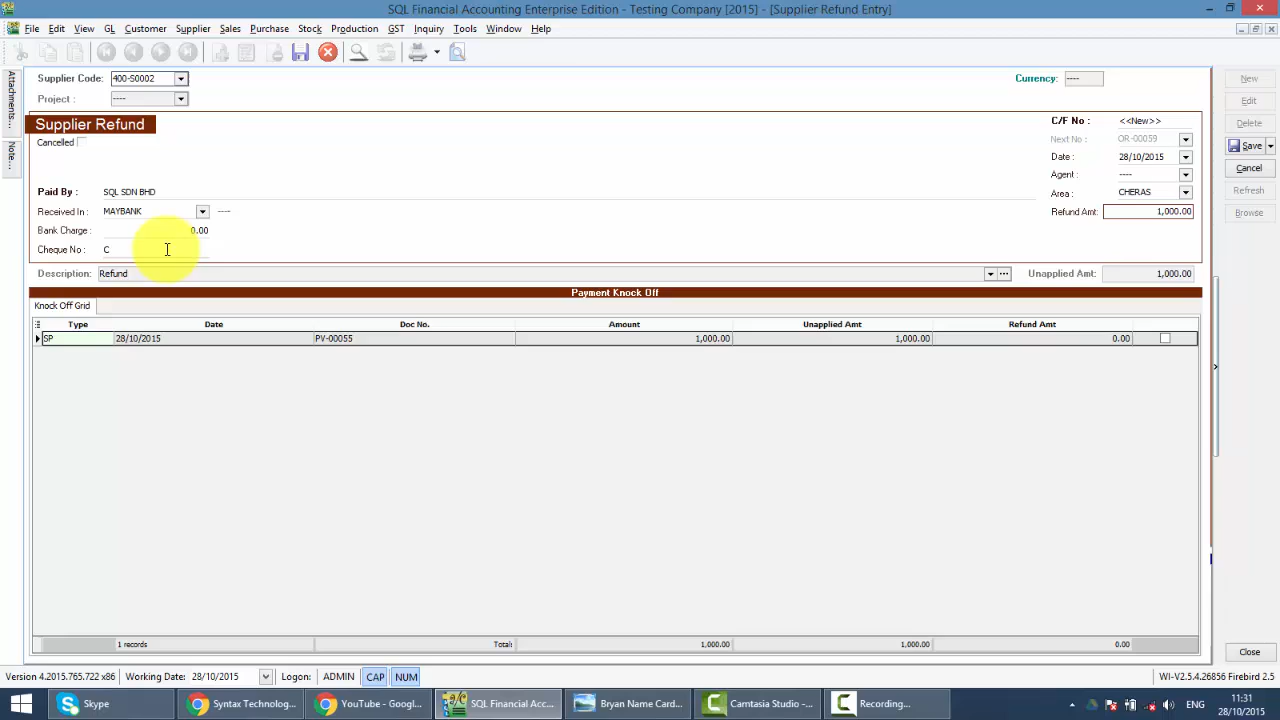 SQL Financial Accounting Enterprise Edition - Testing Company [2015] - [Supplier Refund Entry]
File Edit View GL Customer Supplier Sales Purchase Stock Production GST Inquiry Tools Window Help
Attachments...
Note...
Supplier Code: 400-S0002
Currency: ----
Project : ----
Supplier Refund
C/F No : <<New>>
Cancelled
Next No : OR-00059
Date : 28/10/2015
Agent : ----
Paid By : SQL SDN BHD
Area : CHERAS
Received In : MAYBANK ----
Refund Amt: 1,000.00
Bank Charge : 0.00
Cheque No : C
Description: Refund
Unapplied Amt: 1,000.00
Payment Knock Off
Knock Off Grid
Type Date Doc No. Amount Unapplied Amt Refund Amt
SP 28/10/2015 PV-00055 1,000.00 1,000.00 0.00
1 records Total: 1,000.00 1,000.00 0.00
New
Edit
Delete
Save
Cancel
Refresh
Browse
Close
Version 4.2015.765.722 x86 Working Date: 28/10/2015 Logon: ADMIN CAP NUM WI-V2.5.4.26856 Firebird 2.5
Skype
Syntax Technolog...
YouTube - Googl...
SQL Financial Acc...
Bryan Name Card...
Camtasia Studio -...
Recording...
11:31
28/10/2015